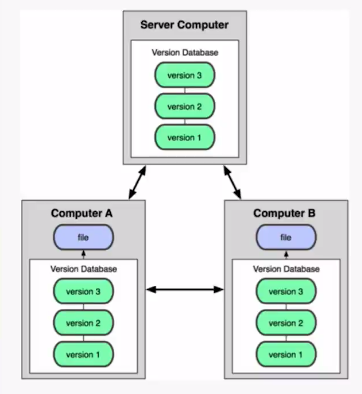 Server Computer
Version Database
version 3
version 2
version 1
Computer A
file
Version Database
version 3
version 2
version 1
Computer B
file
Version Database
version 3
version 2
version 1